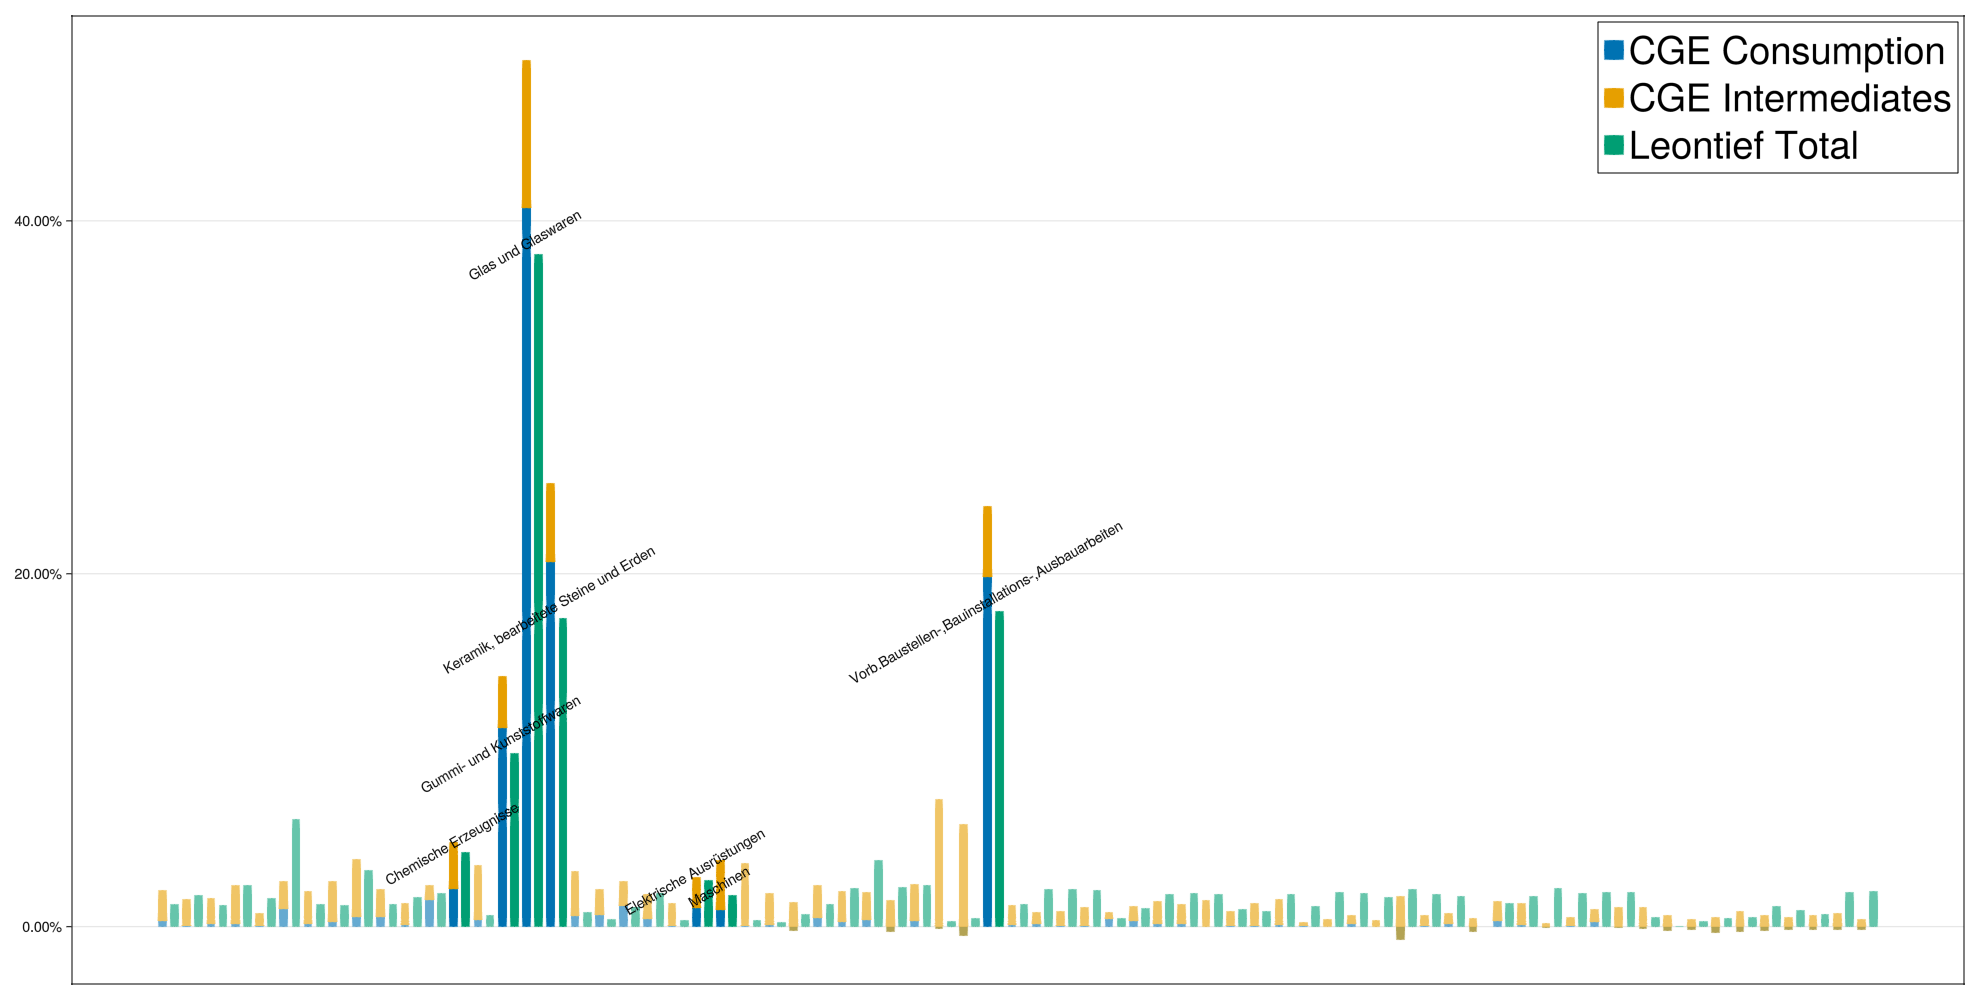 CGE Consumption
CGE Intermediates
Leontief Total
40.00%
20.00%
0.00%
Glas und Glaswaren
Keramik, bearbeitete Steine und Erden
Vorb.Baustellen-,Bauinstallations-,Ausbauarbeiten
Gummi- und Kunststoffwaren
Chemische Erzeugnisse
Elektrische Ausrüstungen
Maschinen